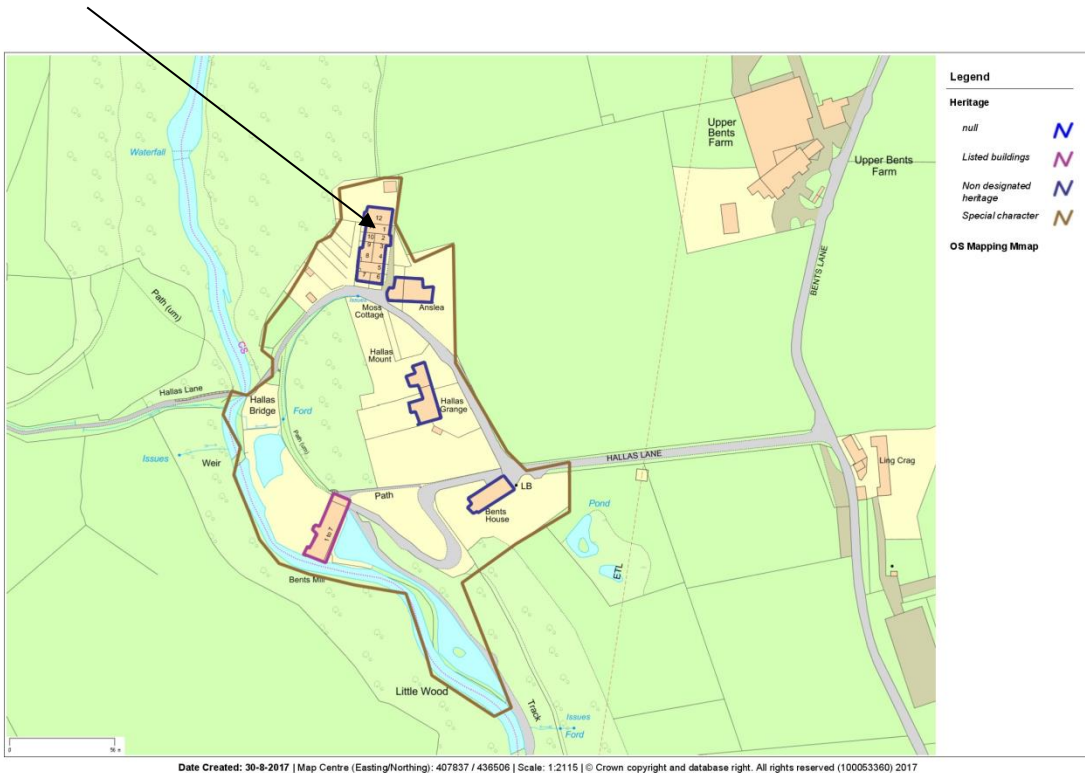 Legend
Heritage
null
Listed buildings
Non designated
heritage
Special character
OS Mapping Mmap
Waterfall
Upper
Bents
Farm
Upper Bents
Farm
BENTS LANE
12
1
10 2
9 3
8 4
5
7 6
Issues
Moss
Cottage
Anslea
Path (um)
CS
Hallas
Mount
Hallas Lane
Hallas
Bridge
Hallas
Grange
Ford
Path (um)
Issues
Weir
HALLAS LANE
Ling Crag
Path
LB
Bents
House
Pond
1 to 7
ETL
Bents Mill
Little Wood
Track
Issues
Ford
0
Date Created: 30-8-2017 | Map Centre (Easting/Northing): 407837 / 436506 | Scale: 1:2115 | © Crown copyright and database right. All rights reserved (100053360) 2017